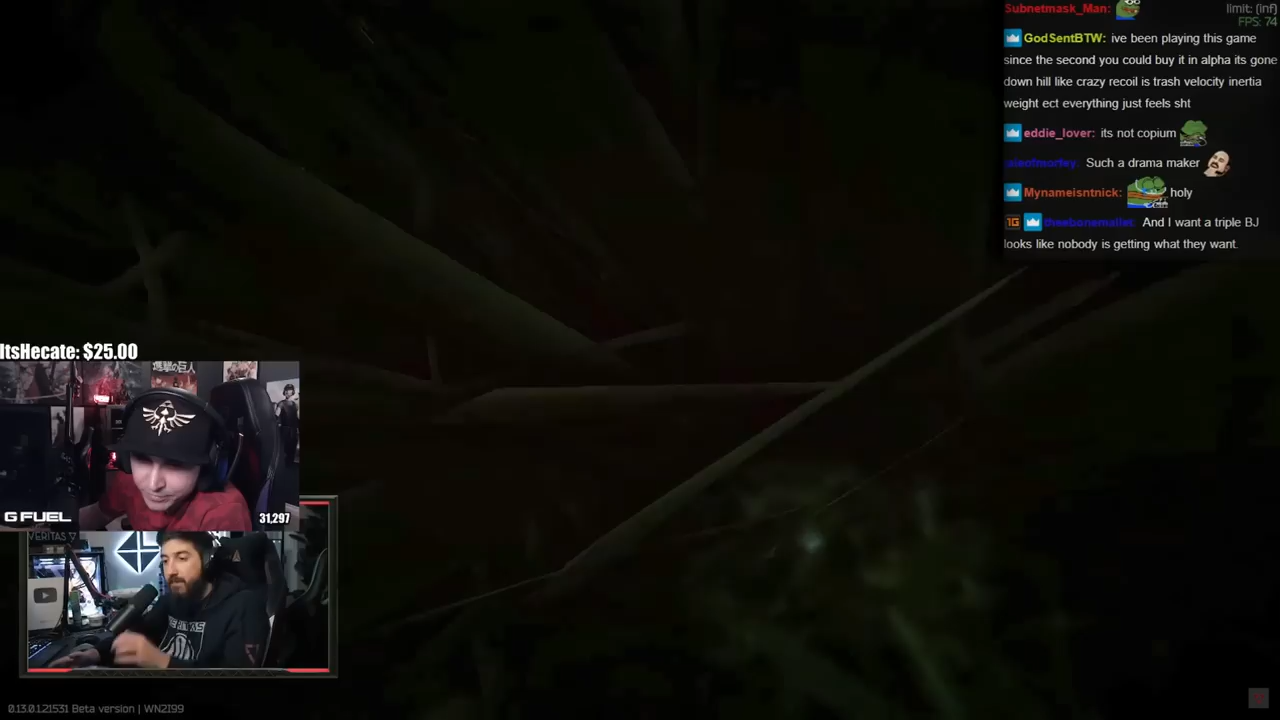 Subnetmask_Man:
limit: (inf)
FPS: 74
GodSentBTW: ive been playing this game
since the second you could buy it in alpha its gone
down hill like crazy recoil is trash velocity inertia
weight ect everything just feels sht
eddie_lover: its not copium
Such a drama maker
Mynameisntnick: holy
1G And I want a triple BJ
looks like nobody is getting what they want.
ItsHecate: $25.00
進撃の巨人
G FUEL
31,297
VERITAS
0.13.0.1.21531 Beta version | WN2I99